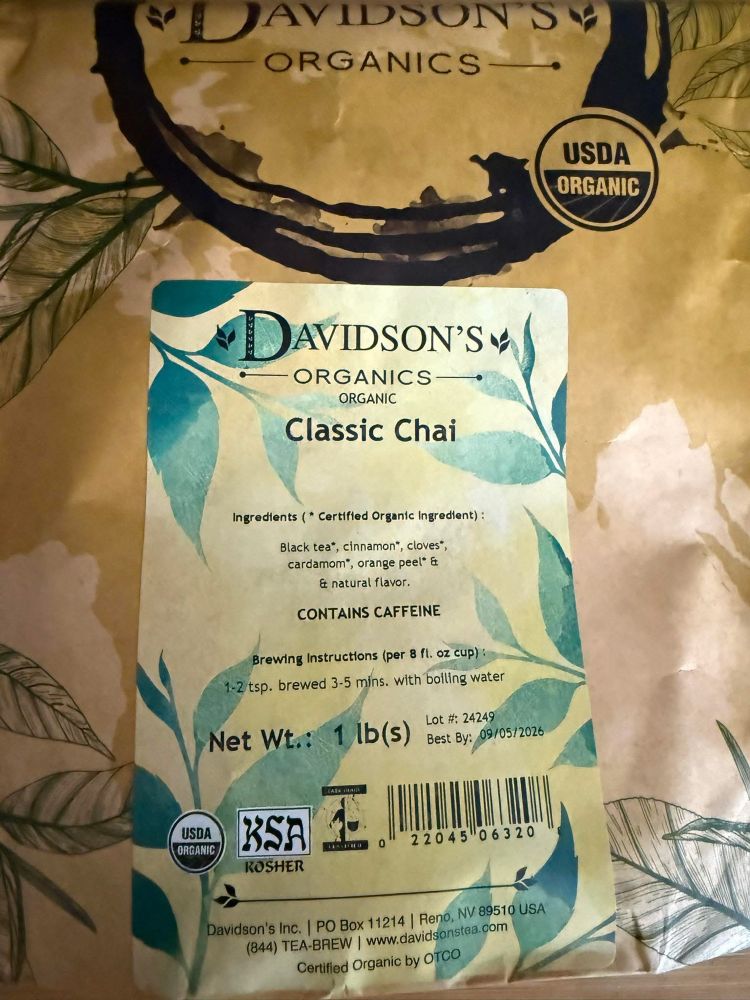 DAVIDSON'S
ORGANICS
USDA
ORGANIC
DAVIDSON'S
ORGANICS
ORGANIC
Classic Chai
Ingredients ( * Certified Organic Ingredient) :
Black tea*, cinnamon*, cloves*,
cardamom*, orange peel* &
& natural flavor.
CONTAINS CAFFEINE
Brewing Instructions (per 8 fl. oz cup) :
1-2 tsp. brewed 3-5 mins. with boiling water
Net Wt.: 1 lb(s)
Lot #: 24249
Best By: 09/05/2026
USDA
ORGANIC
KSA
KOSHER
0 22045 06320
Davidson's Inc. | PO Box 11214 | Reno, NV 89510 USA
(844) TEA-BREW | www.davidsonstea.com
Certified Organic by OTCO